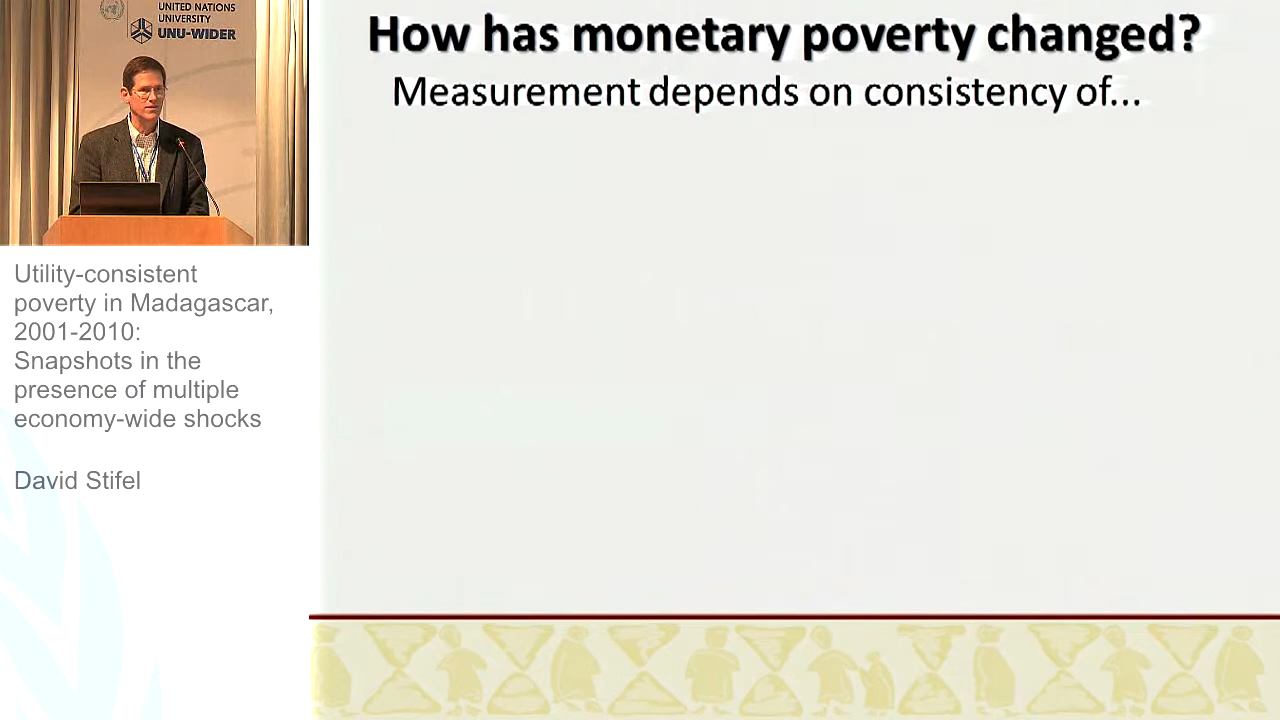 UNITED NATIONS
UNIVERSITY
UNU-WIDER
How has monetary poverty changed?
Measurement depends on consistency of...
Utility-consistent
poverty in Madagascar,
2001-2010:
Snapshots in the
presence of multiple
economy-wide shocks
David Stifel